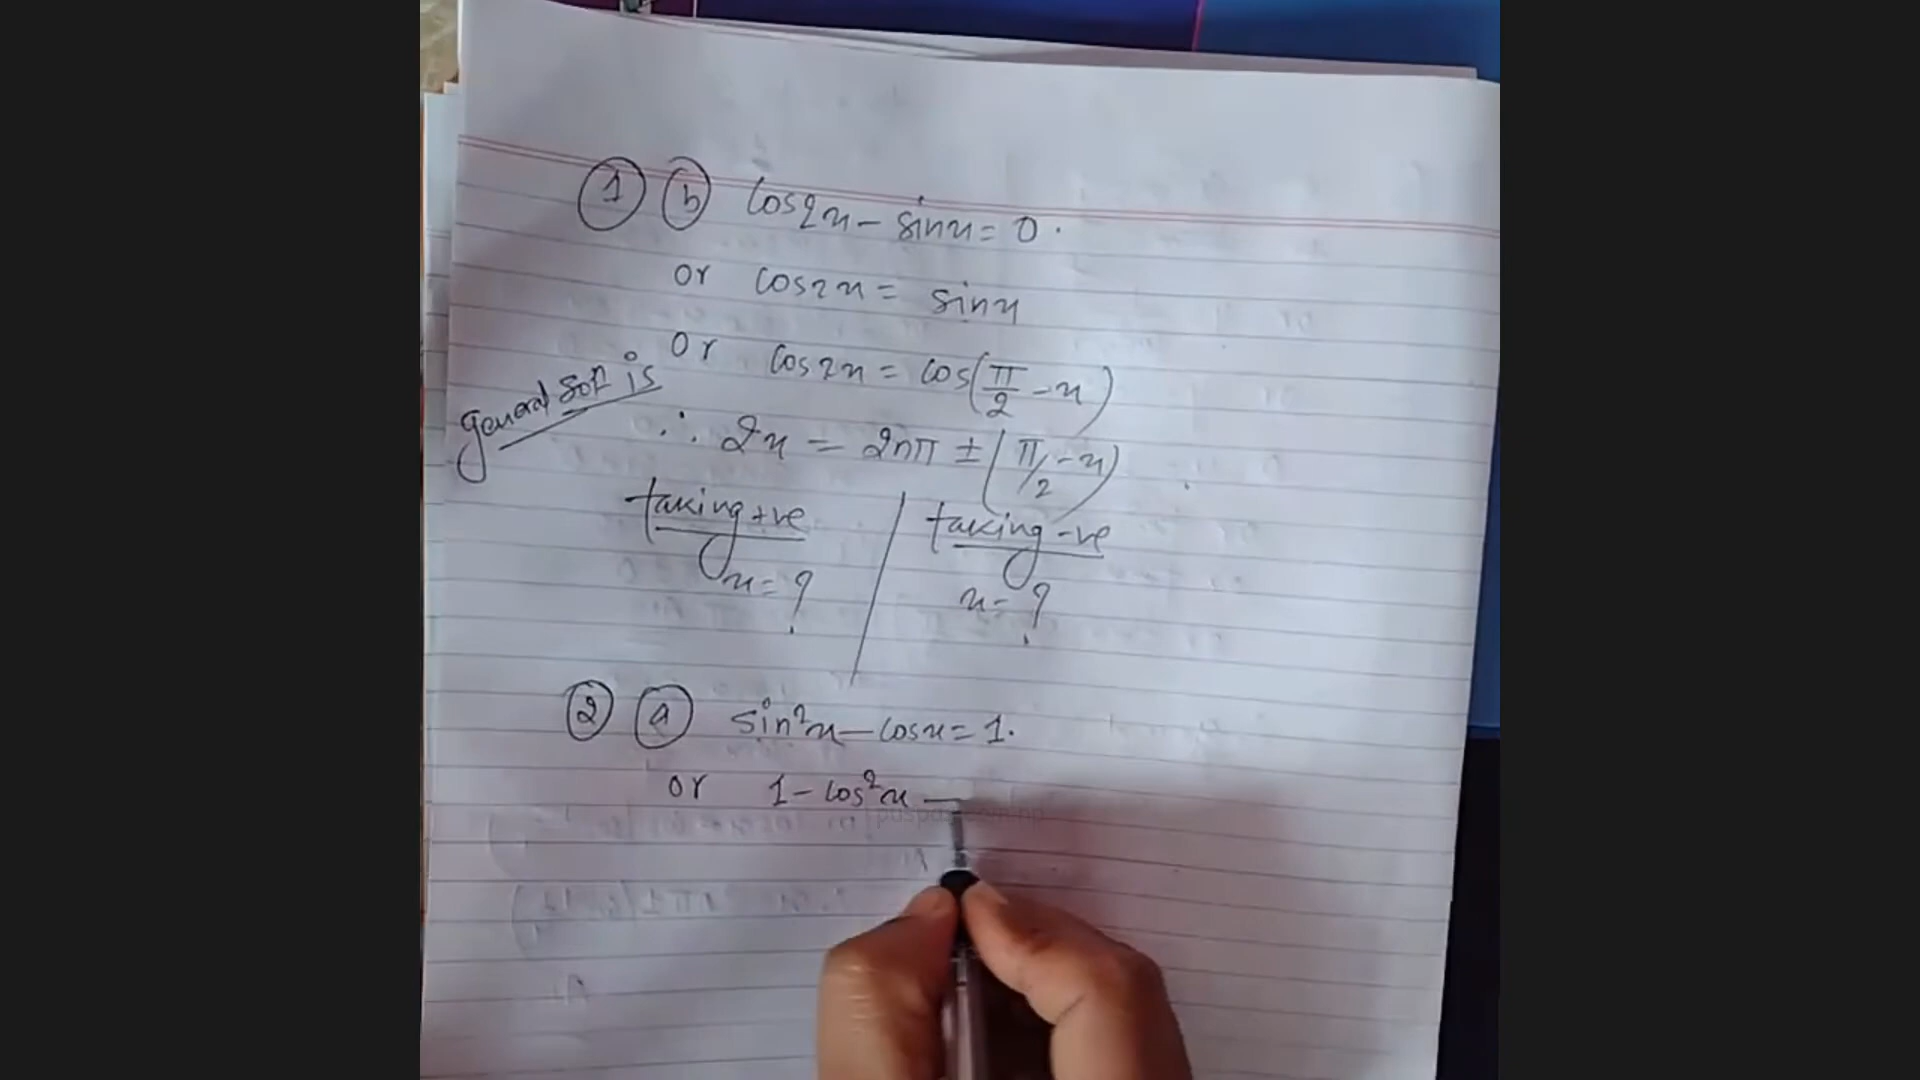 ① ⓑ cos2x - sinx = 0.
or cos2x = sinx
or cos2x = cos(π/2 - x)
general solⁿ is
∴ 2x = 2nπ ± (π/2 - x)
taking +ve | taking -ve
x = ? | x = ?
② ⓐ sin²x - cosx = 1.
or 1 - cos²x -